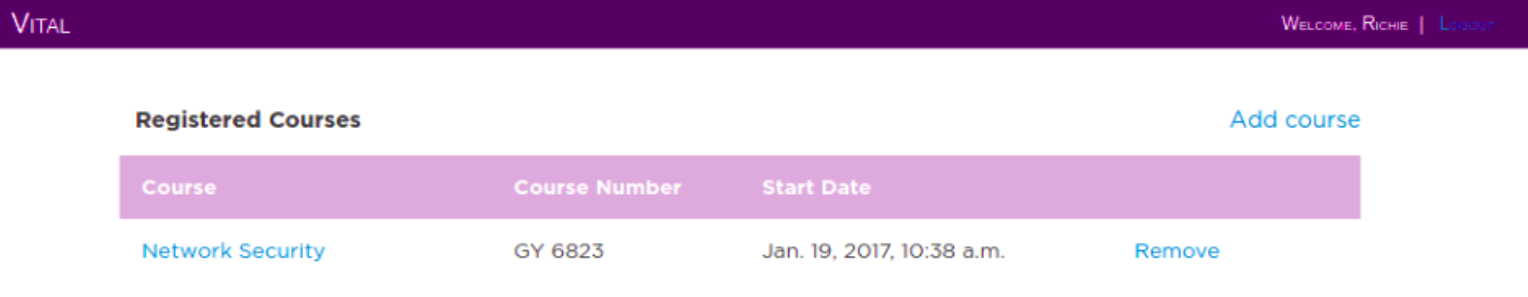 Vital
Welcome, Richie | Logout
Registered Courses
Add course
Course Course Number Start Date
Network Security GY 6823 Jan. 19, 2017, 10:38 a.m. Remove